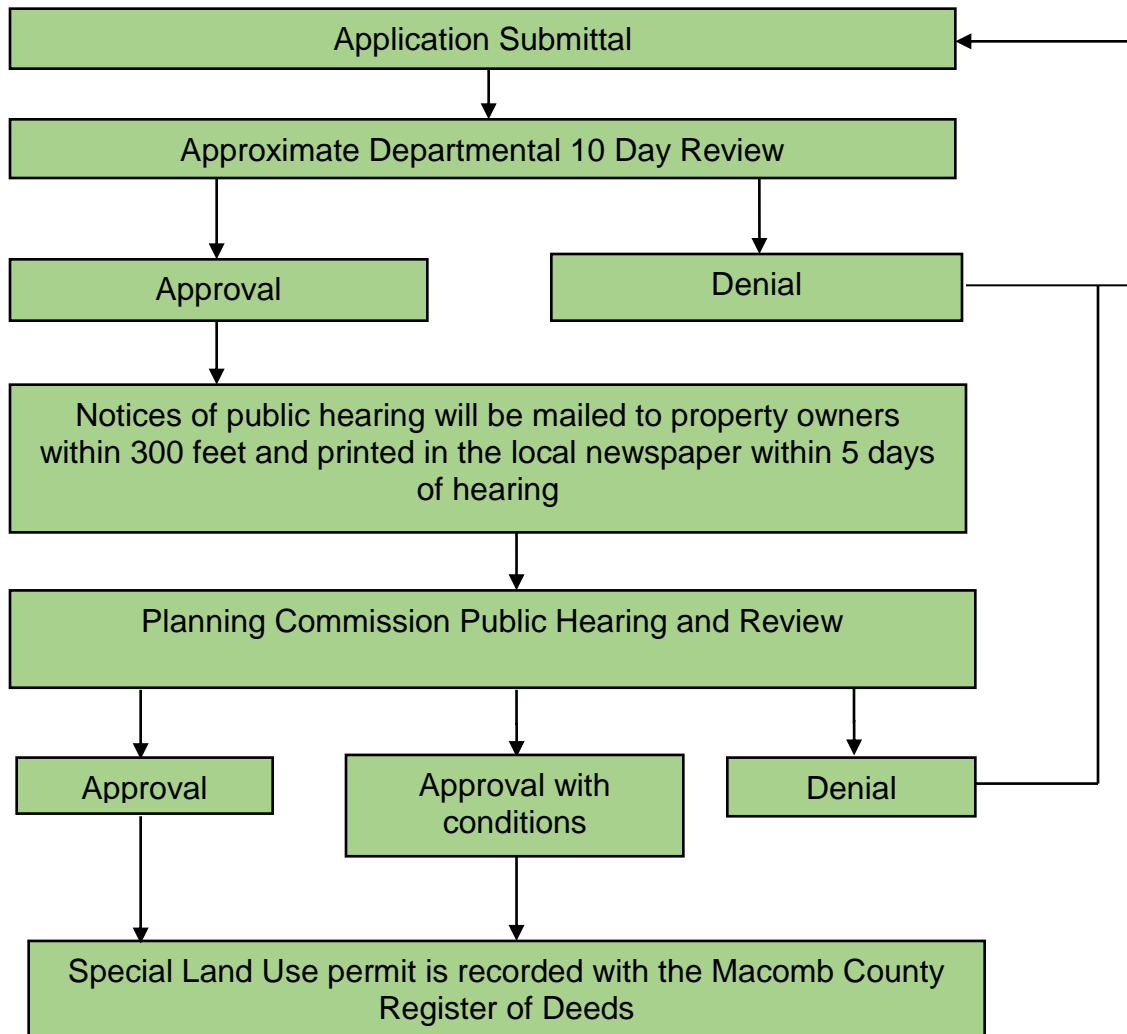 Application Submittal
Approximate Departmental 10 Day Review
Approval
Denial
Notices of public hearing will be mailed to property owners
within 300 feet and printed in the local newspaper within 5 days
of hearing
Planning Commission Public Hearing and Review
Approval
Approval with
conditions
Denial
Special Land Use permit is recorded with the Macomb County
Register of Deeds